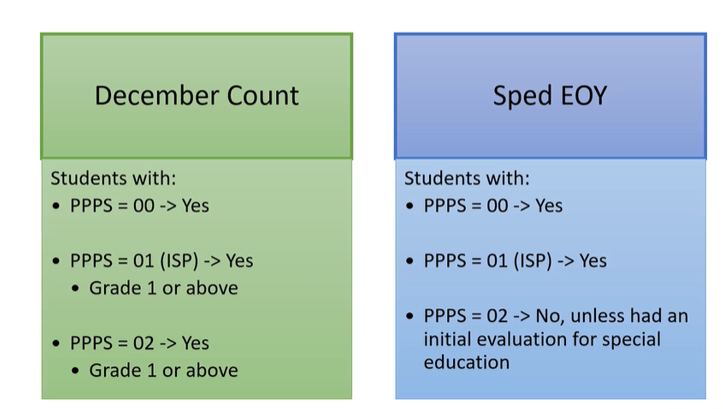 December Count
Students with:
• PPPS = 00 -> Yes
• PPPS = 01 (ISP) -> Yes
• Grade 1 or above
• PPPS = 02 -> Yes
• Grade 1 or above
Sped EOY
Students with:
• PPPS = 00 -> Yes
• PPPS = 01 (ISP) -> Yes
• PPPS = 02 -> No, unless had an
initial evaluation for special
education